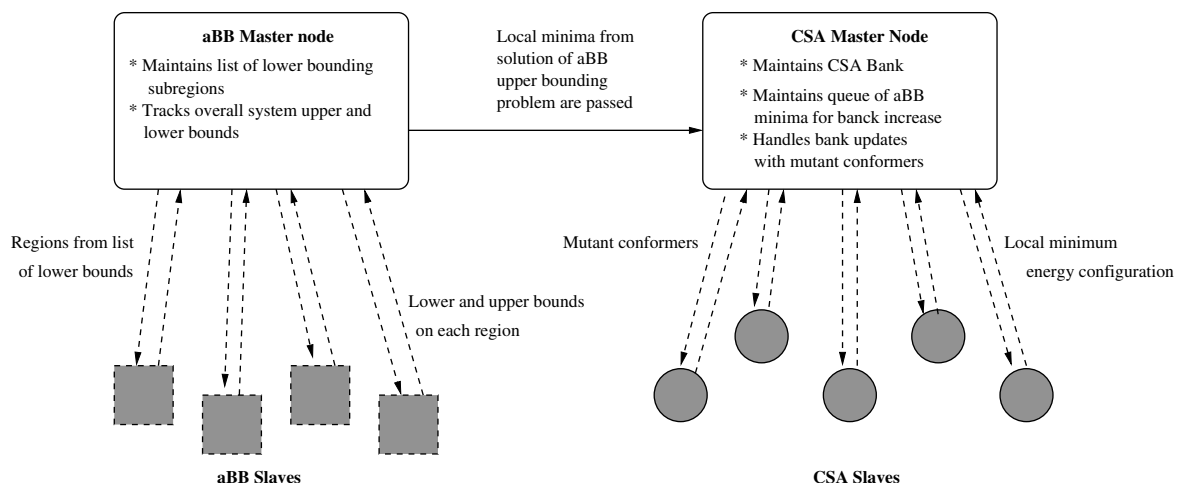 aBB Master node
* Maintains list of lower bounding
subregions
* Tracks overall system upper and
lower bounds
Local minima from
solution of aBB
upper bounding
problem are passed
CSA Master Node
* Maintains CSA Bank
* Maintains queue of aBB
minima for banck increase
* Handles bank updates
with mutant conformers
Regions from list
of lower bounds
Lower and upper bounds
on each region
Mutant conformers
Local minimum
energy configuration
aBB Slaves
CSA Slaves